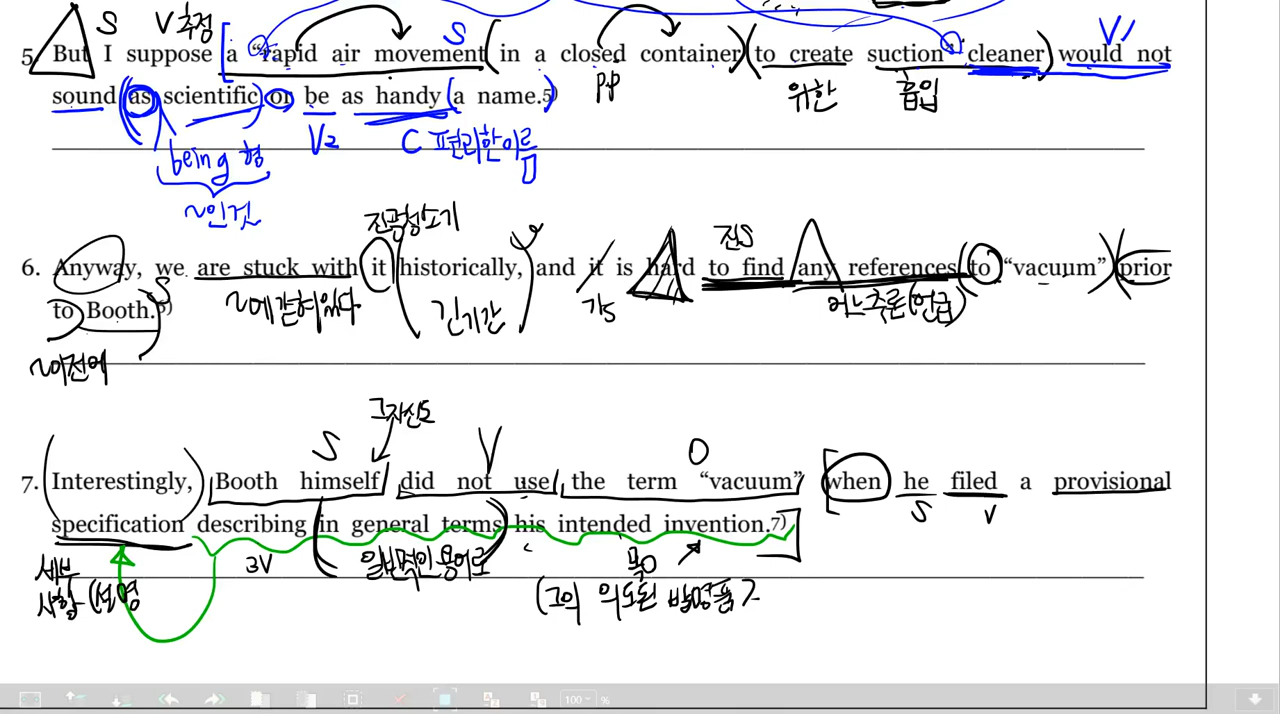 S V 추정 S V1
5. But I suppose a “rapid air movement in a closed container to create suction” cleaner would not
p.p 위한 흡입
sound as scientific or be as handy a name.5)
being 형 V2 C 편리한 이름
~인것
진공청소기 전S
6. Anyway, we are stuck with it historically, and it is hard to find any references to “vacuum” prior
~에 갇혀있다 긴기간 가S 어느 추론(언급)
to Booth.6)
~이전에
그 자신도
S V O
7. Interestingly, Booth himself did not use the term “vacuum” when he filed a provisional
S V
specification describing in general terms his intended invention.7)
세부 3V 일반적인 용어로 목O
사항 (설명 (그의 의도된 발명품
100 %